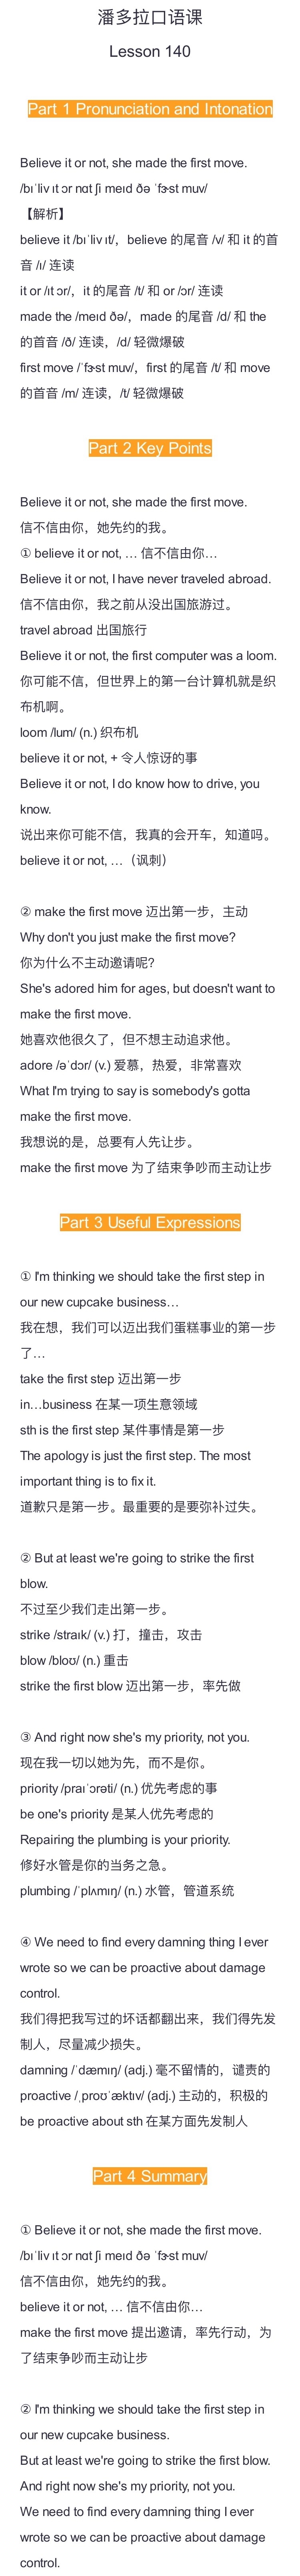 潘多拉口语课
Lesson 140
Part 1 Pronunciation and Intonation
Believe it or not, she made the first move.
/bɪˈliv ɪt ɔr nɑt ʃi meɪd ðə ˈfɝst muv/
【解析】
believe it /bɪˈliv ɪt/，believe 的尾音 /v/ 和 it 的首
音 /ɪ/ 连读
it or /ɪt ɔr/，it 的尾音 /t/ 和 or /ɔr/ 连读
made the /meɪd ðə/，made 的尾音 /d/ 和 the
的首音 /ð/ 连读，/d/ 轻微爆破
first move /ˈfɝst muv/，first 的尾音 /t/ 和 move
的首音 /m/ 连读，/t/ 轻微爆破
Part 2 Key Points
Believe it or not, she made the first move.
信不信由你，她先约的我。
① believe it or not, … 信不信由你…
Believe it or not, I have never traveled abroad.
信不信由你，我之前从没出国旅游过。
travel abroad 出国旅行
Believe it or not, the first computer was a loom.
你可能不信，但世界上的第一台计算机就是织
布机啊。
loom /lum/ (n.) 织布机
believe it or not, + 令人惊讶的事
Believe it or not, I do know how to drive, you
know.
说出来你可能不信，我真的会开车，知道吗。
believe it or not, …（讽刺）
② make the first move 迈出第一步，主动
Why don't you just make the first move?
你为什么不主动邀请呢?
She's adored him for ages, but doesn't want to
make the first move.
她喜欢他很久了，但不想主动追求他。
adore /əˈdɔr/ (v.) 爱慕，热爱，非常喜欢
What I'm trying to say is somebody's gotta
make the first move.
我想说的是，总要有人先让步。
make the first move 为了结束争吵而主动让步
Part 3 Useful Expressions
① I'm thinking we should take the first step in
our new cupcake business…
我在想，我们可以迈出我们蛋糕事业的第一步
了…
take the first step 迈出第一步
in…business 在某一项生意领域
sth is the first step 某件事情是第一步
The apology is just the first step. The most
important thing is to fix it.
道歉只是第一步。最重要的是要弥补过失。
② But at least we're going to strike the first
blow.
不过至少我们走出第一步。
strike /straɪk/ (v.) 打，撞击，攻击
blow /bloʊ/ (n.) 重击
strike the first blow 迈出第一步，率先做
③ And right now she's my priority, not you.
现在我一切以她为先，而不是你。
priority /praɪˈɔrəti/ (n.) 优先考虑的事
be one's priority 是某人优先考虑的
Repairing the plumbing is your priority.
修好水管是你的当务之急。
plumbing /ˈplʌmɪŋ/ (n.) 水管，管道系统
④ We need to find every damning thing I ever
wrote so we can be proactive about damage
control.
我们得把我写过的坏话都翻出来，我们得先发
制人，尽量减少损失。
damning /ˈdæmɪŋ/ (adj.) 毫不留情的，谴责的
proactive /ˌproʊˈæktɪv/ (adj.) 主动的，积极的
be proactive about sth 在某方面先发制人
Part 4 Summary
① Believe it or not, she made the first move.
/bɪˈliv ɪt ɔr nɑt ʃi meɪd ðə ˈfɝst muv/
信不信由你，她先约的我。
believe it or not, … 信不信由你…
make the first move 提出邀请，率先行动，为
了结束争吵而主动让步
② I'm thinking we should take the first step in
our new cupcake business.
But at least we're going to strike the first blow.
And right now she's my priority, not you.
We need to find every damning thing I ever
wrote so we can be proactive about damage
control.